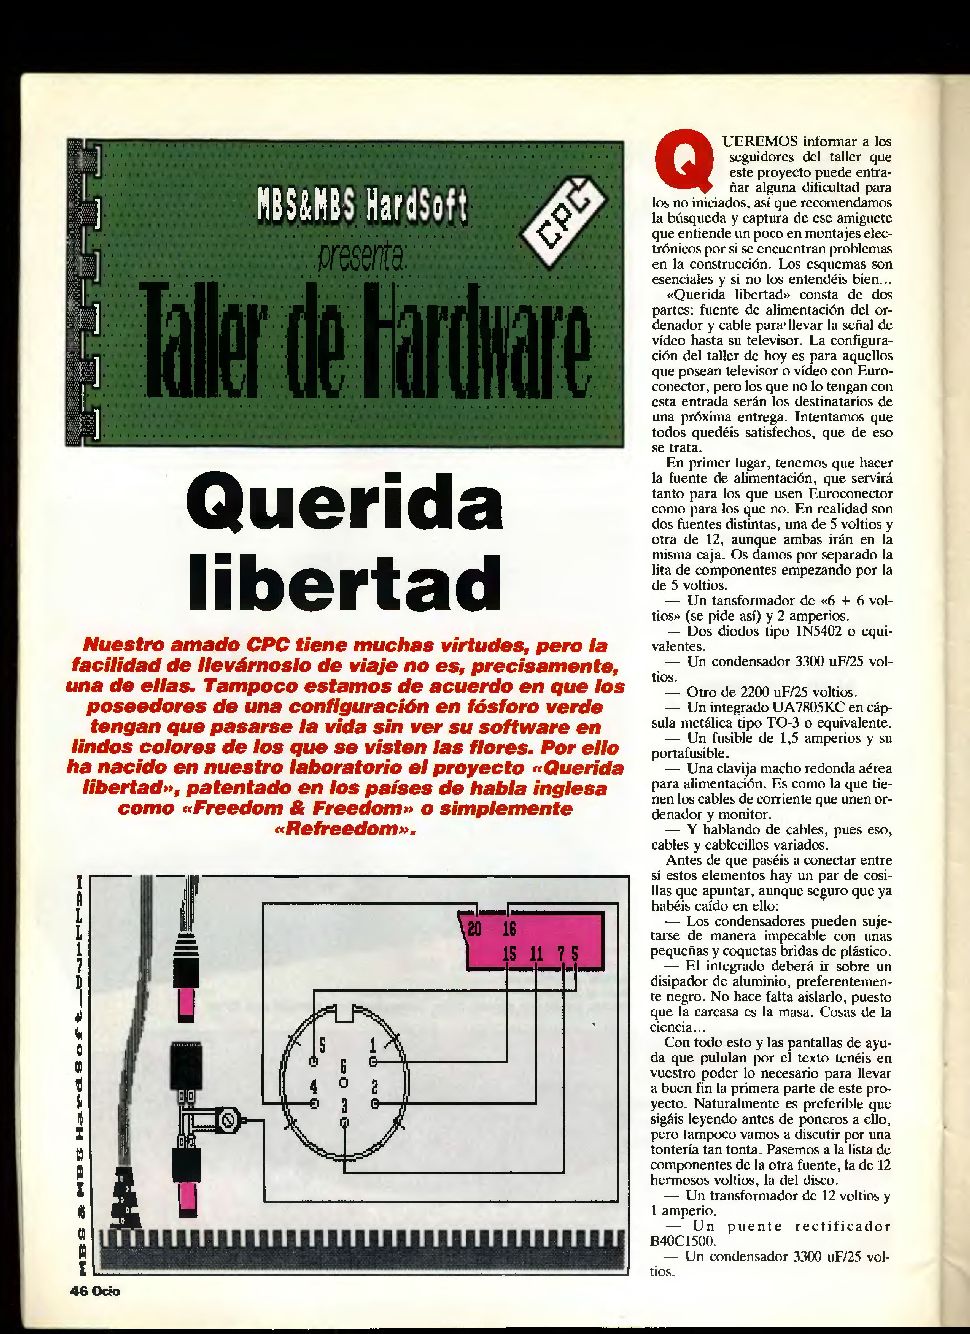 MBS&MBS HardSoft
CPC
presenta:
Taller de Hardware
Querida
libertad
Nuestro amado CPC tiene muchas virtudes, pero la
facilidad de llevárnoslo de viaje no es, precisamente,
una de ellas. Tampoco estamos de acuerdo en que los
poseedores de una configuración en fósforo verde
tengan que pasarse la vida sin ver su software en
lindos colores de los que se visten las flores. Por ello
ha nacido en nuestro laboratorio el proyecto «Querida
libertad», patentado en los países de habla inglesa
como «Freedom & Freedom» o simplemente
«Refreedom».
20 16
15 11 7 5
5 1
6
4 2
3
MBS & MBS HardSoft
46 Ocio
QUEREMOS informar a los
seguidores del taller que
este proyecto puede entra-
ñar alguna dificultad para
los no iniciados, así que recomendamos
la búsqueda y captura de ese amiguete
que entiende un poco en montajes elec-
trónicos por si se encuentran problemas
en la construcción. Los esquemas son
esenciales y si no los entendéis bien...
«Querida libertad» consta de dos
partes: fuente de alimentación del or-
denador y cable para llevar la señal de
vídeo hasta su televisor. La configura-
ción del taller de hoy es para aquellos
que posean televisor o vídeo con Euro-
conector, pero los que no lo tengan con
esta entrada serán los destinatarios de
una próxima entrega. Intentamos que
todos quedéis satisfechos, que de eso
se trata.
En primer lugar, tenemos que hacer
la fuente de alimentación, que servirá
tanto para los que usen Euroconector
como para los que no. En realidad son
dos fuentes distintas, una de 5 voltios y
otra de 12, aunque ambas irán en la
misma caja. Os damos por separado la
lita de componentes empezando por la
de 5 voltios.
— Un tansformador de «6 + 6 vol-
tios» (se pide así) y 2 amperios.
— Dos diodos tipo 1N5402 o equi-
valentes.
— Un condensador 3300 uF/25 vol-
tios.
— Otro de 2200 uF/25 voltios.
— Un integrado UA7805KC en cáp-
sula metálica tipo TO-3 o equivalente.
— Un fusible de 1,5 amperios y su
portafusible.
— Una clavija macho redonda aérea
para alimentación. Es como la que tie-
nen los cables de corriente que unen or-
denador y monitor.
— Y hablando de cables, pues eso,
cables y cablecillos variados.
Antes de que paséis a conectar entre
sí estos elementos hay un par de cosi-
llas que apuntar, aunque seguro que ya
habéis caído en ello:
— Los condensadores pueden suje-
tarse de manera impecable con unas
pequeñas y coquetas bridas de plástico.
— El integrado deberá ir sobre un
disipador de aluminio, preferentemen-
te negro. No hace falta aislarlo, puesto
que la carcasa es la masa. Cosas de la
ciencia...
Con todo esto y las pantallas de ayu-
da que pululan por el texto tenéis en
vuestro poder lo necesario para llevar
a buen fin la primera parte de este pro-
yecto. Naturalmente es preferible que
sigáis leyendo antes de poneros a ello,
pero tampoco vamos a discutir por una
tontería tan tonta. Pasemos a la lista de
componentes de la otra fuente, la de 12
hermosos voltios, la del disco.
— Un transformador de 12 voltios y
1 amperio.
— Un puente rectificador
B40C1500.
— Un condensador 3300 uF/25 vol-
tios.